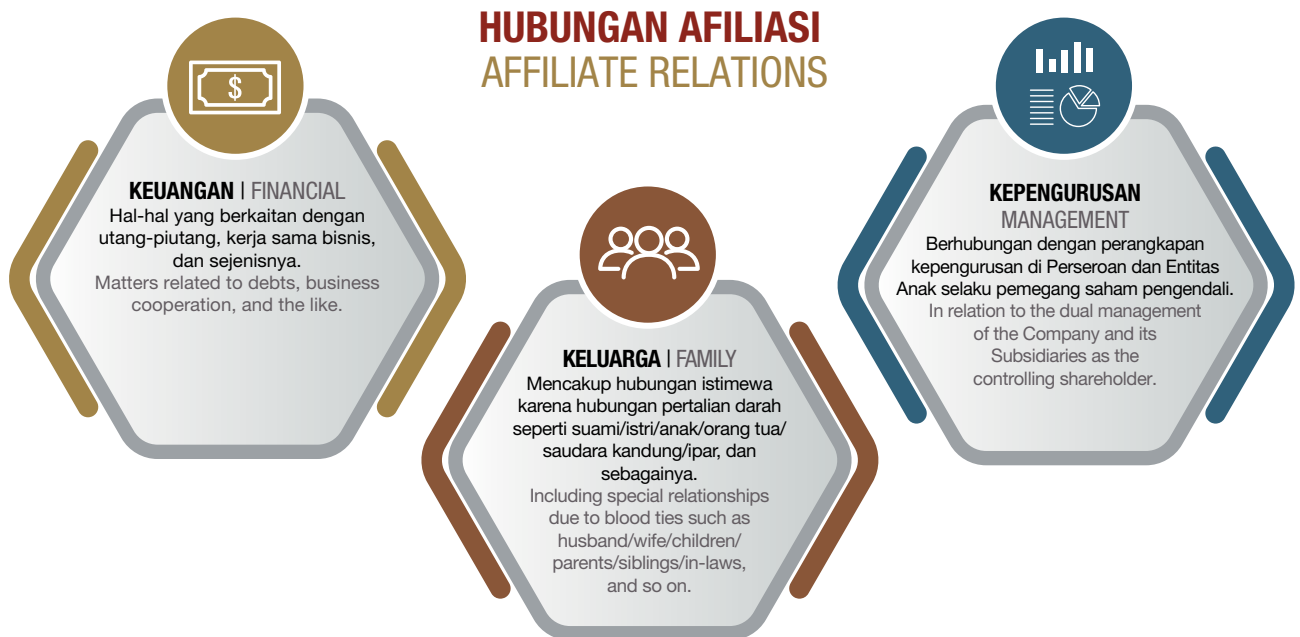 HUBUNGAN AFILIASI
AFFILIATE RELATIONS
$
KEUANGAN | FINANCIAL
Hal-hal yang berkaitan dengan
utang-piutang, kerja sama bisnis,
dan sejenisnya.
Matters related to debts, business
cooperation, and the like.
KELUARGA | FAMILY
Mencakup hubungan istimewa
karena hubungan pertalian darah
seperti suami/istri/anak/orang tua/
saudara kandung/ipar, dan
sebagainya.
Including special relationships
due to blood ties such as
husband/wife/children/
parents/siblings/in-laws,
and so on.
KEPENGURUSAN
MANAGEMENT
Berhubungan dengan perangkapan
kepengurusan di Perseroan dan Entitas
Anak selaku pemegang saham pengendali.
In relation to the dual management
of the Company and its
Subsidiaries as the
controlling shareholder.